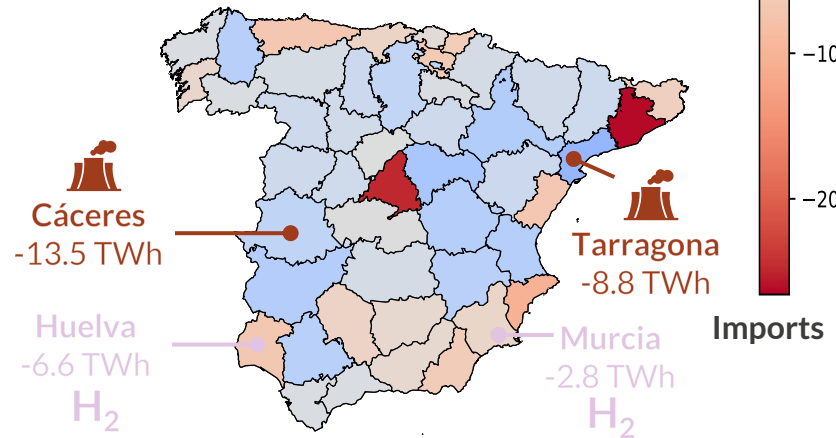 −10
−20
Imports
Cáceres
-13.5 TWh
Tarragona
-8.8 TWh
Huelva
-6.6 TWh
H₂
Murcia
-2.8 TWh
H₂